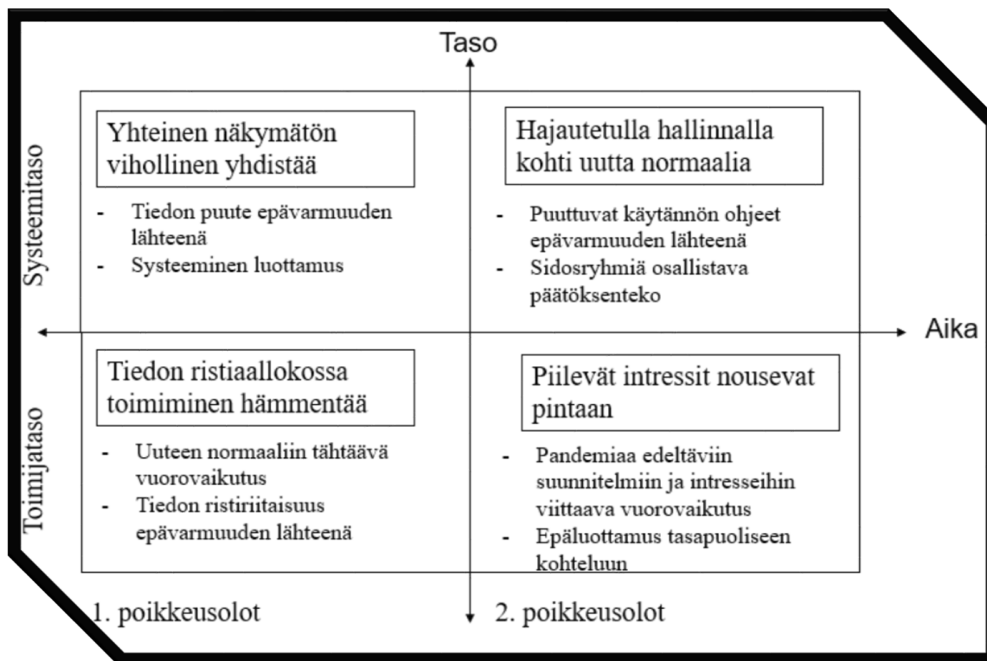 Taso
Systeemitaso
Yhteinen näkymätön
vihollinen yhdistää
- Tiedon puute epävarmuuden
lähteenä
- Systeeminen luottamus
Hajautetulla hallinnalla
kohti uutta normaalia
- Puuttuvat käytännön ohjeet
epävarmuuden lähteenä
- Sidosryhmiä osallistava
päätöksenteko
Aika
Toimijataso
Tiedon ristiaallokossa
toimiminen hämmentää
- Uuteen normaaliin tähtäävä
vuorovaikutus
- Tiedon ristiriitaisuus
epävarmuuden lähteenä
Piilevät intressit nousevat
pintaan
- Pandemiaa edeltäviin
suunnitelmiin ja intresseihin
viittaava vuorovaikutus
- Epäluottamus tasapuoliseen
kohteluun
1. poikkeusolot
2. poikkeusolot